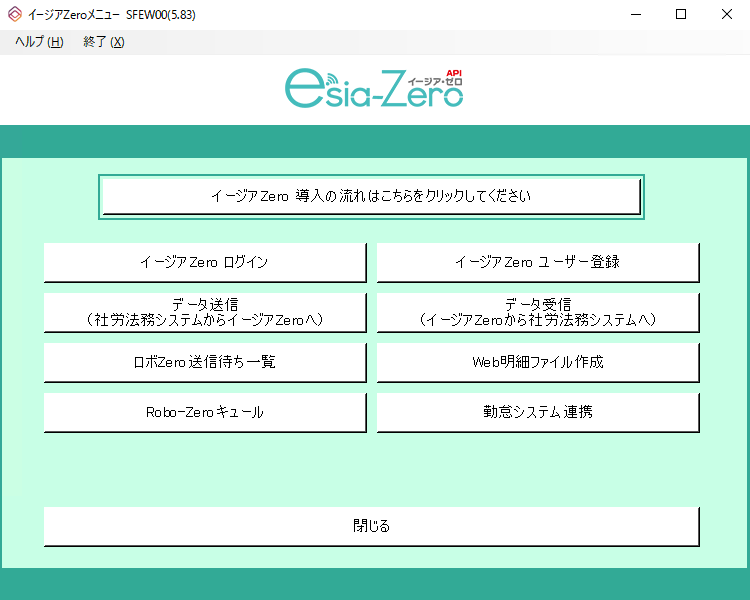 イージアZeroメニュー SFEW00(5.83)
ヘルプ(H) 終了(X)
API
イージア・ゼロ
esia-Zero
イージアZero 導入の流れはこちらをクリックしてください
イージアZero ログイン
イージアZero ユーザー登録
データ送信
(社労法務システムからイージアZeroへ)
データ受信
(イージアZeroから社労法務システムへ)
ロボZero送信待ち一覧
Web明細ファイル作成
Robo-Zeroキュール
勤怠システム連携
閉じる